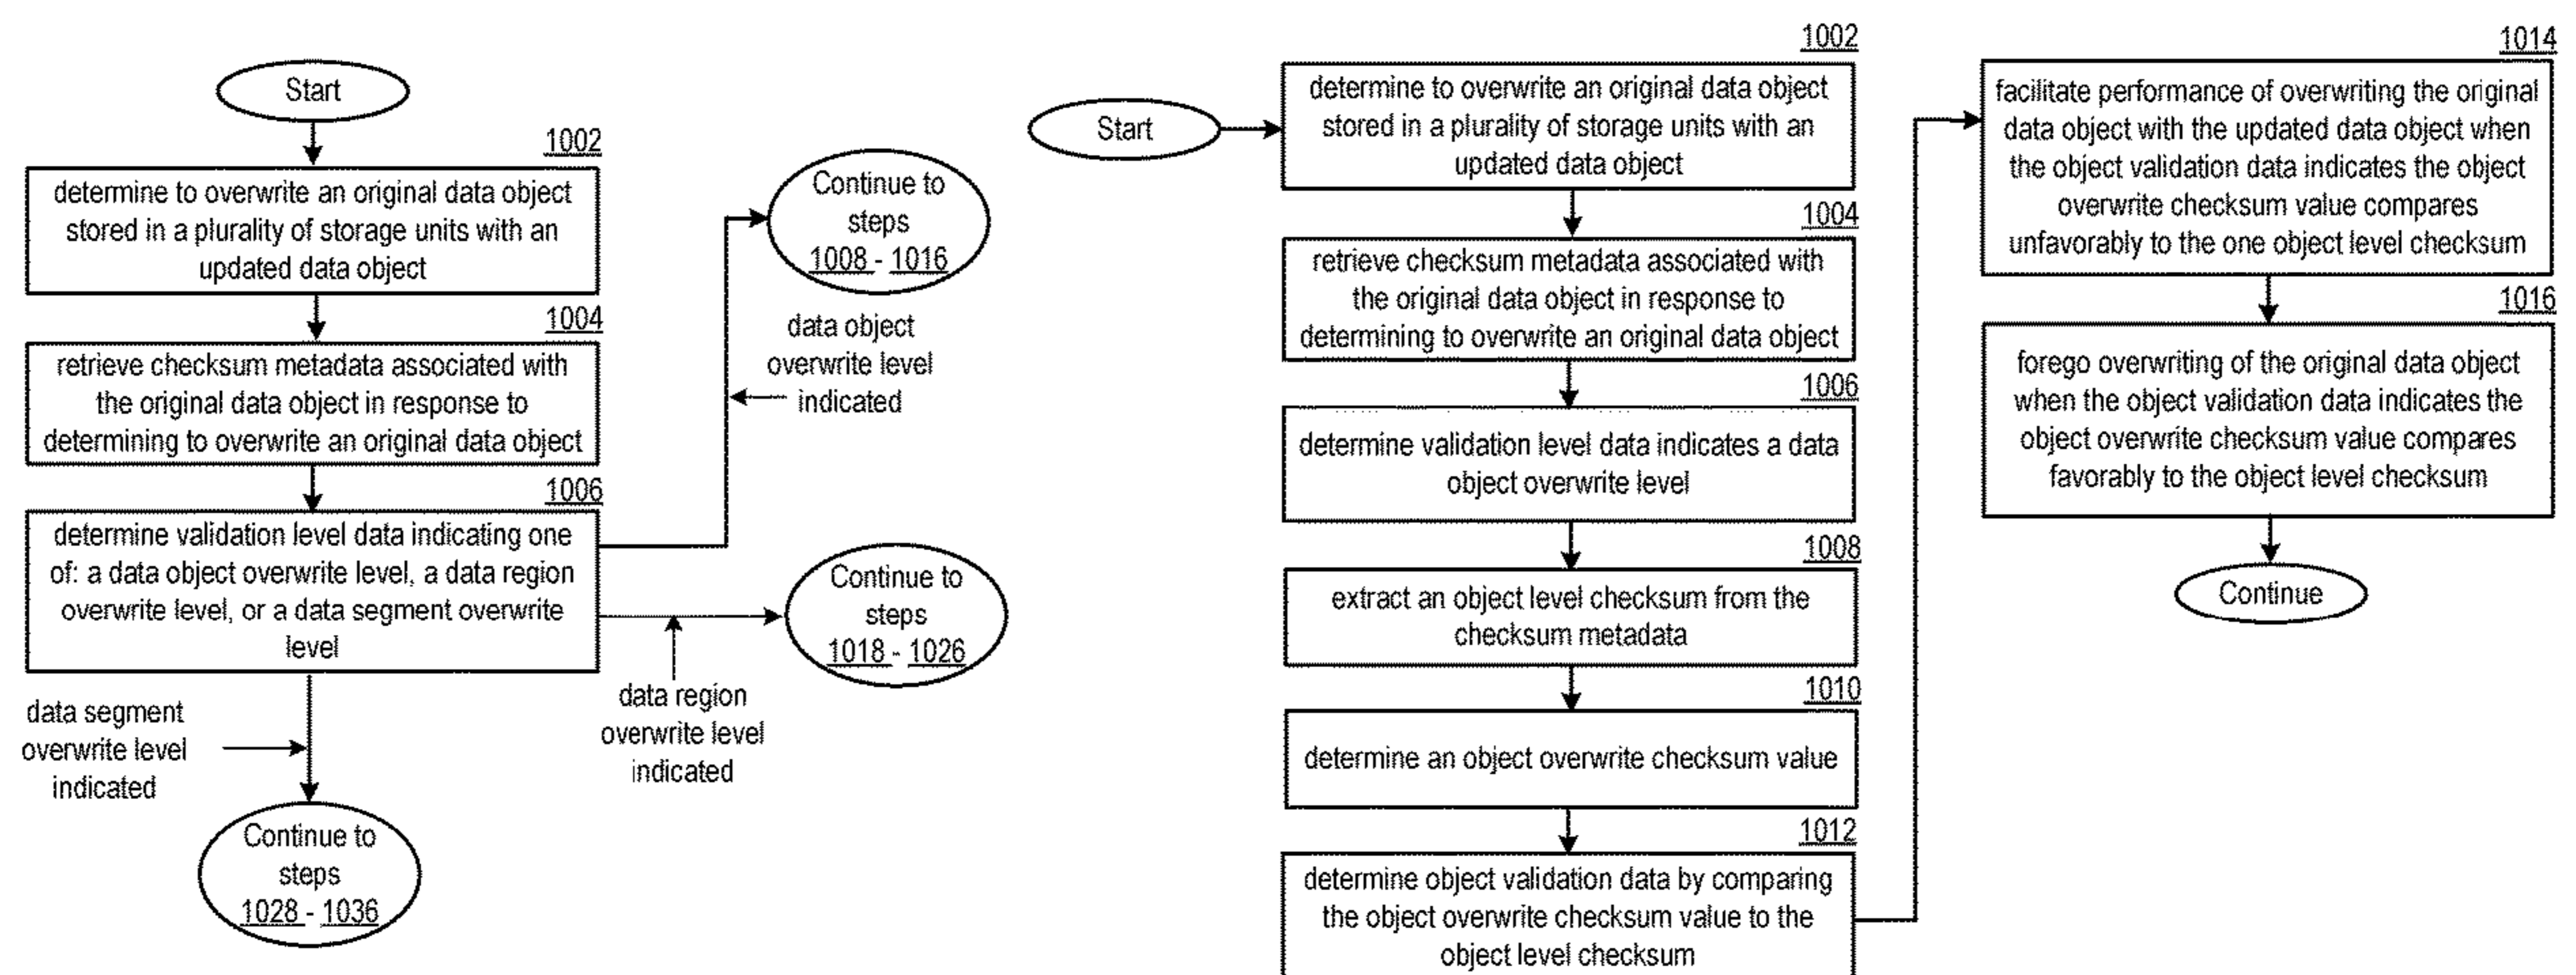 Start
1002
determine to overwrite an original data object
stored in a plurality of storage units with an
updated data object
1004
retrieve checksum metadata associated with
the original data object in response to
determining to overwrite an original data object
1006
determine validation level data indicating one
of: a data object overwrite level, a data region
overwrite level, or a data segment overwrite
level
data segment
overwrite level
indicated
Continue to
steps
1028 - 1036
Continue to
steps
1008 - 1016
data object
overwrite level
indicated
Continue to
steps
1018 - 1026
data region
overwrite level
indicated
Start
1002
determine to overwrite an original data object
stored in a plurality of storage units with an
updated data object
1004
retrieve checksum metadata associated with
the original data object in response to
determining to overwrite an original data object
1006
determine validation level data indicates a data
object overwrite level
1008
extract an object level checksum from the
checksum metadata
1010
determine an object overwrite checksum value
1012
determine object validation data by comparing
the object overwrite checksum value to the
object level checksum
1014
facilitate performance of overwriting the original
data object with the updated data object when
the object validation data indicates the object
overwrite checksum value compares
unfavorably to the one object level checksum
1016
forego overwriting of the original data object
when the object validation data indicates the
object overwrite checksum value compares
favorably to the object level checksum
Continue